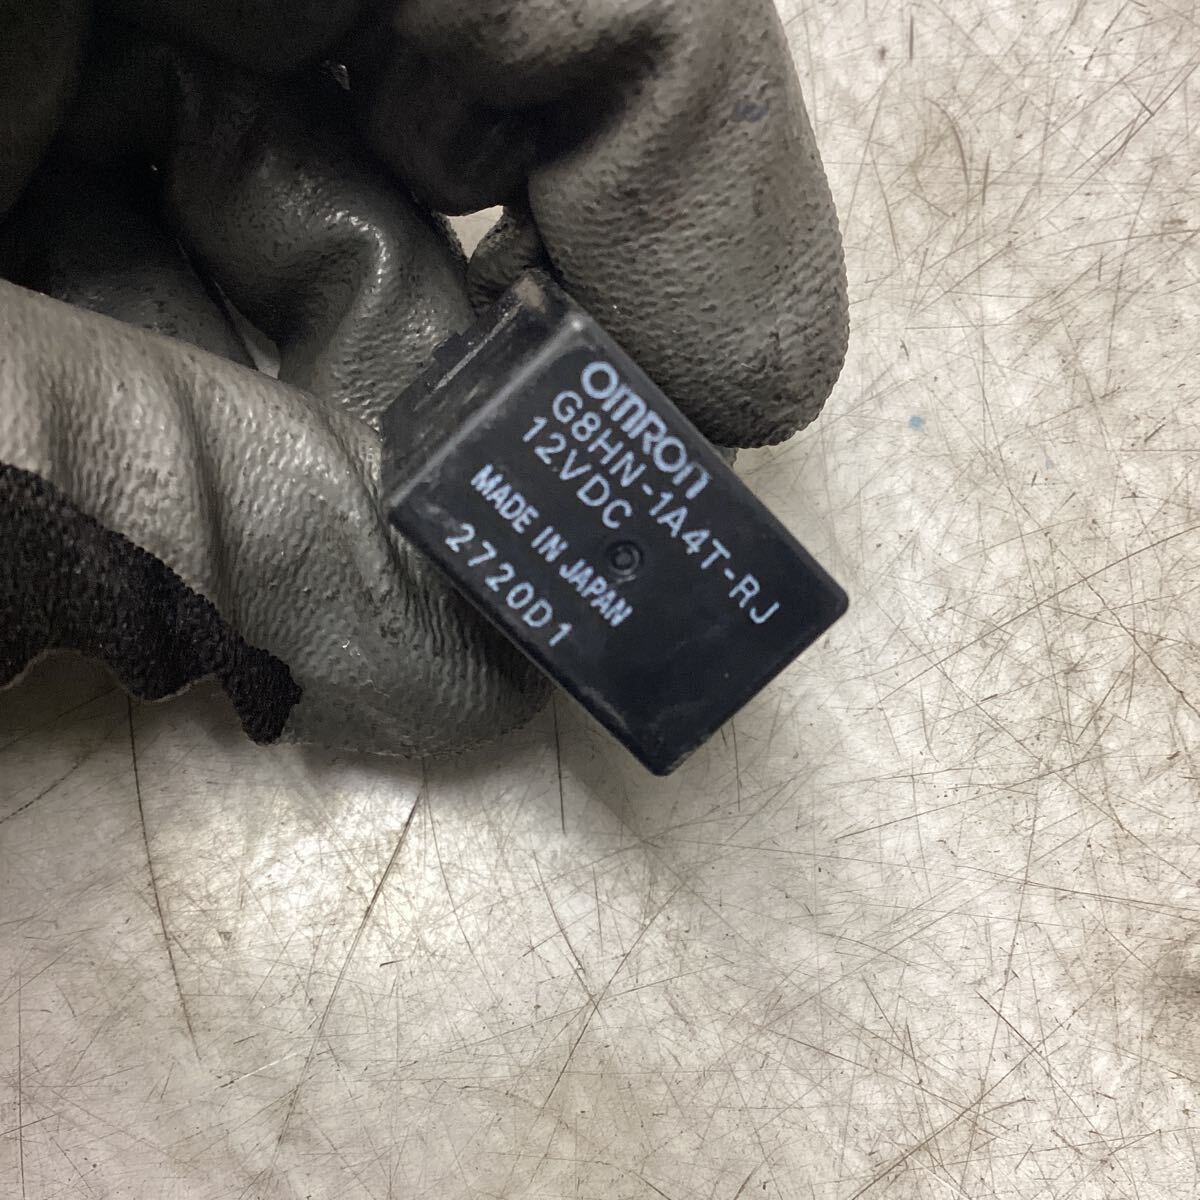 OMRON
G8HN-1A4T-RJ
12VDC
MADE IN JAPAN
2720D1